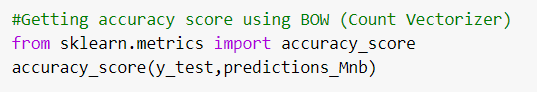 #Getting accuracy score using BOW (Count Vectorizer)
from sklearn.metrics import accuracy_score
accuracy_score(y_test,predictions_Mnb)